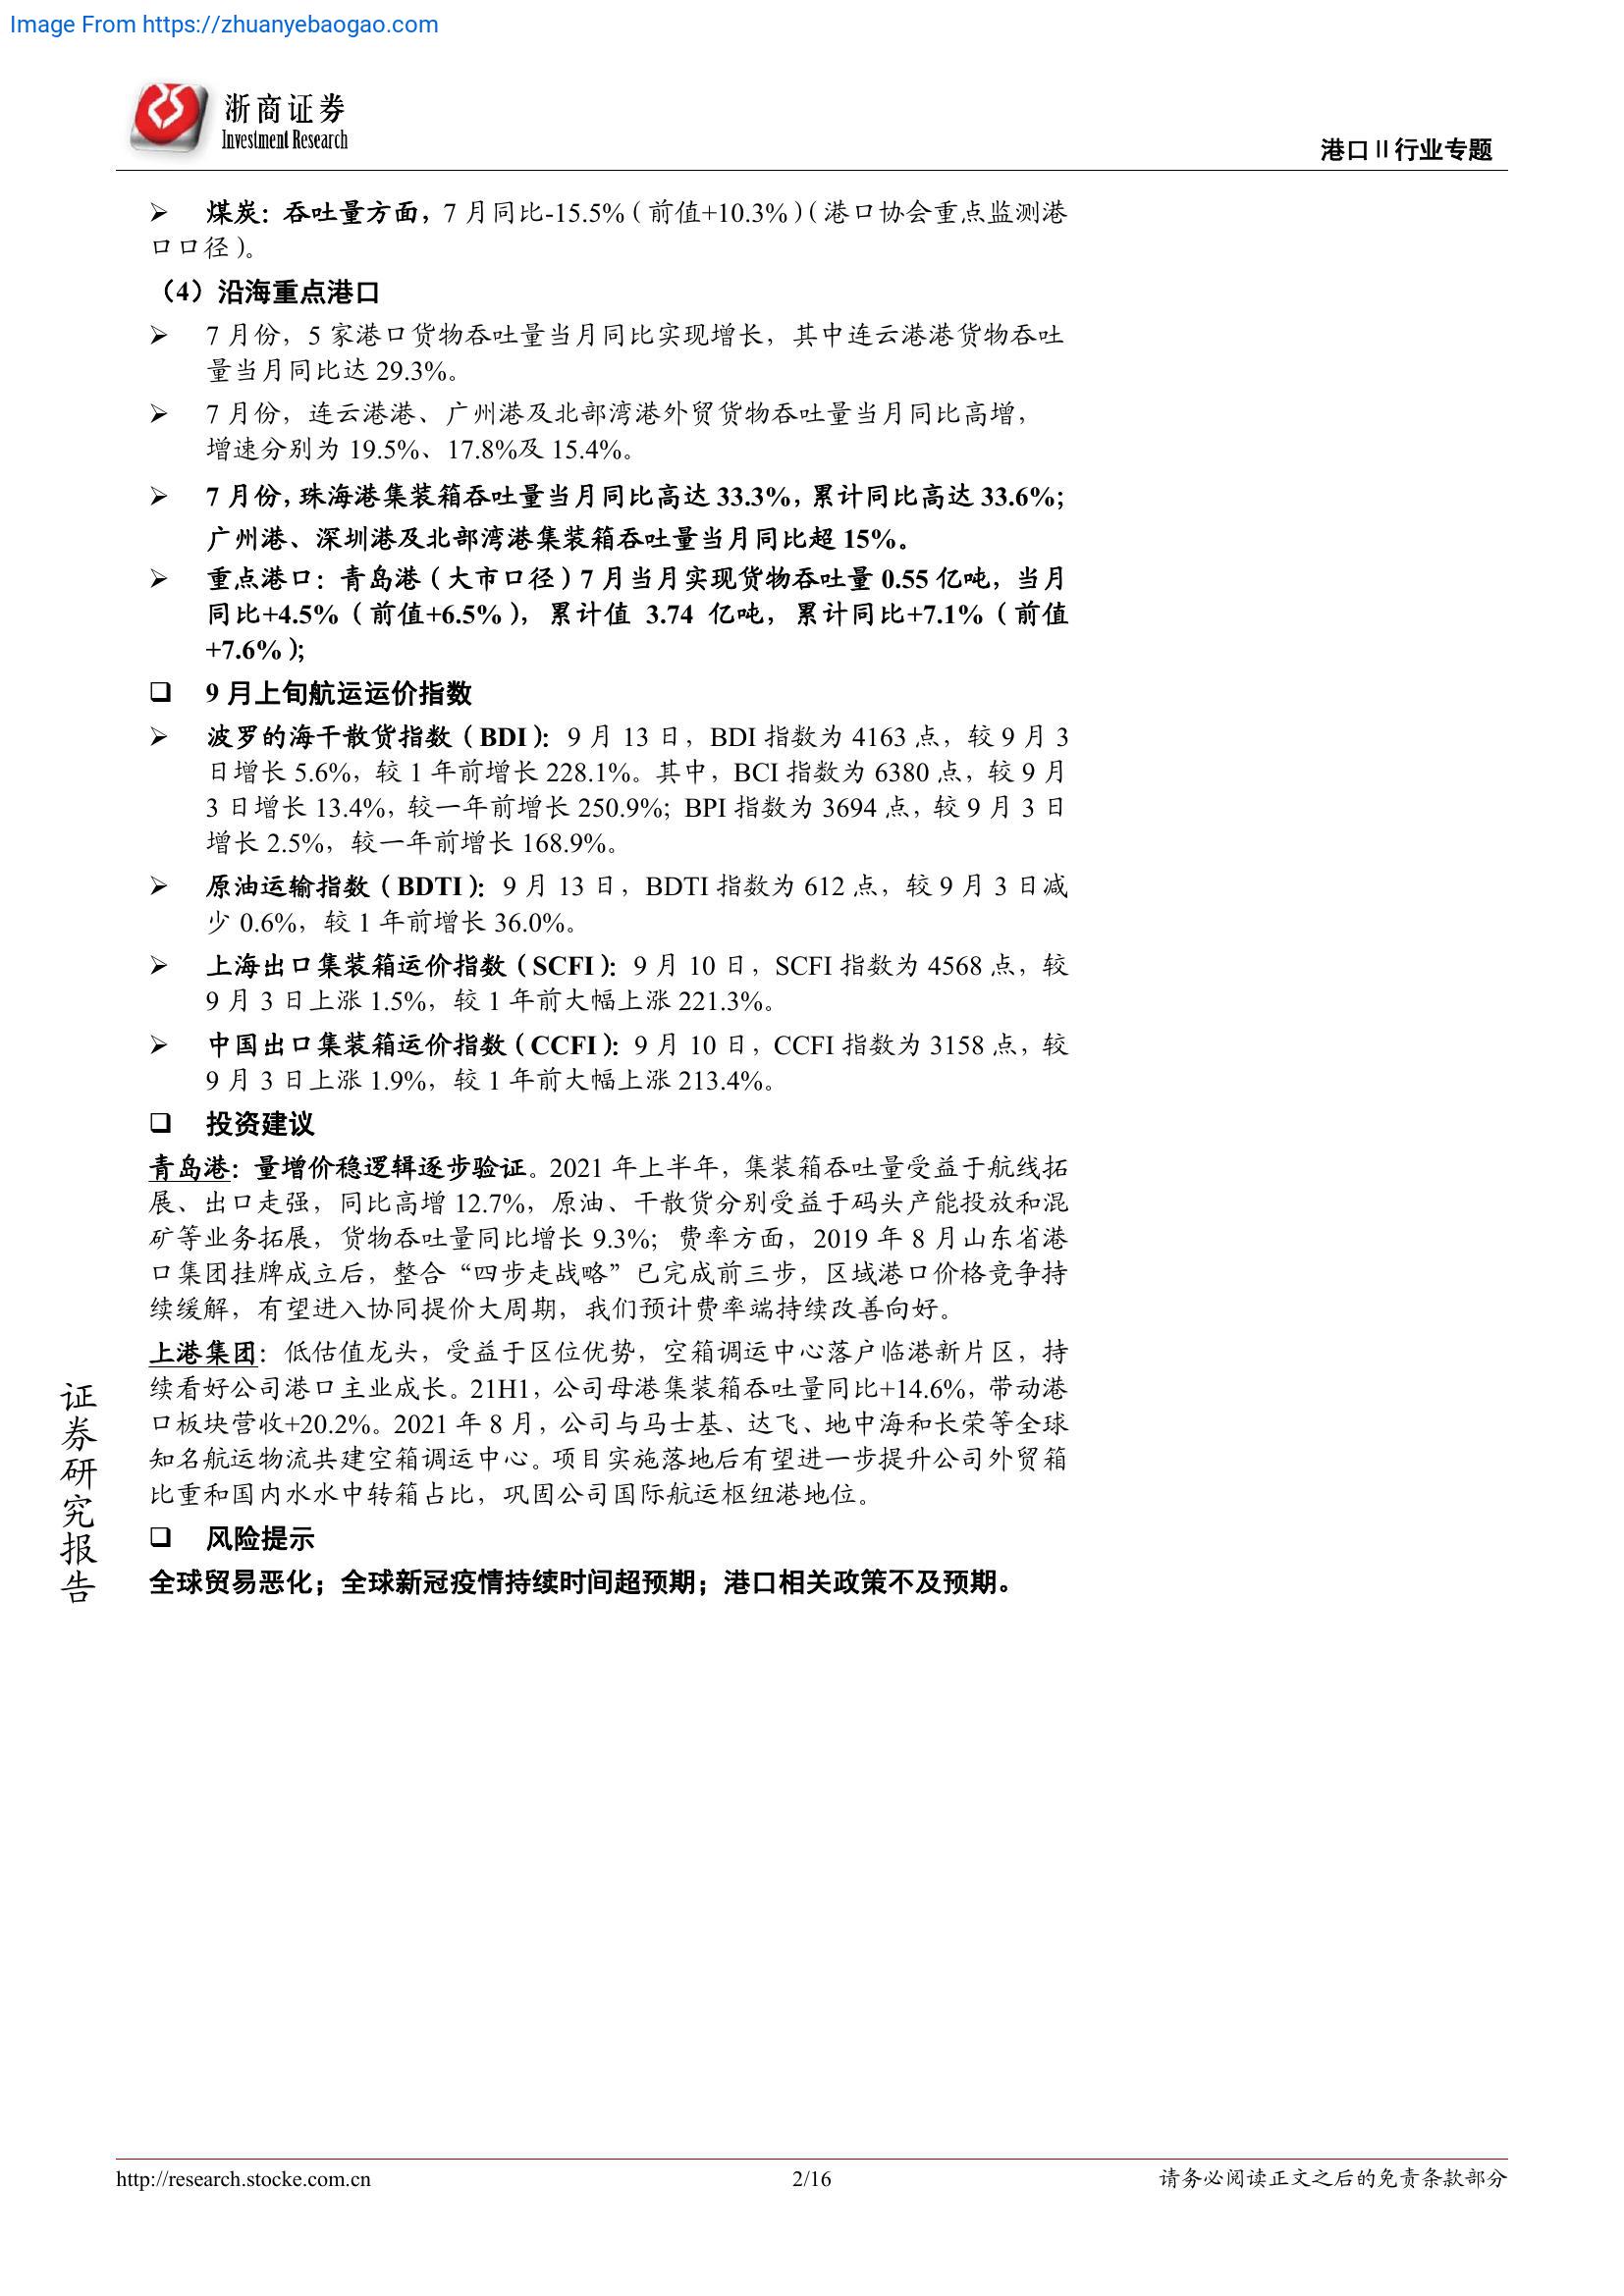 Image From https://zhuanyebaogao.com
浙商证券
Investment Research
港口Ⅱ行业专题
➢ 煤炭：吞吐量方面，7 月同比-15.5%（前值+10.3%）（港口协会重点监测港
口口径）。
（4）沿海重点港口
➢ 7 月份，5 家港口货物吞吐量当月同比实现增长，其中连云港港货物吞吐
量当月同比达 29.3%。
➢ 7 月份，连云港港、广州港及北部湾港外贸货物吞吐量当月同比高增，
增速分别为 19.5%、17.8%及 15.4%。
➢ 7 月份，珠海港集装箱吞吐量当月同比高达 33.3%，累计同比高达 33.6%；
广州港、深圳港及北部湾港集装箱吞吐量当月同比超 15%。
➢ 重点港口：青岛港（大市口径）7 月当月实现货物吞吐量 0.55 亿吨，当月
同比+4.5%（前值+6.5%），累计值 3.74 亿吨，累计同比+7.1%（前值
+7.6%）；
❑ 9 月上旬航运运价指数
➢ 波罗的海干散货指数（BDI）：9 月 13 日，BDI 指数为 4163 点，较 9 月 3
日增长 5.6%，较 1 年前增长 228.1%。其中，BCI 指数为 6380 点，较 9 月
3 日增长 13.4%，较一年前增长 250.9%；BPI 指数为 3694 点，较 9 月 3 日
增长 2.5%，较一年前增长 168.9%。
➢ 原油运输指数（BDTI）：9 月 13 日，BDTI 指数为 612 点，较 9 月 3 日减
少 0.6%，较 1 年前增长 36.0%。
➢ 上海出口集装箱运价指数（SCFI）：9 月 10 日，SCFI 指数为 4568 点，较
9 月 3 日上涨 1.5%，较 1 年前大幅上涨 221.3%。
➢ 中国出口集装箱运价指数（CCFI）：9 月 10 日，CCFI 指数为 3158 点，较
9 月 3 日上涨 1.9%，较 1 年前大幅上涨 213.4%。
❑ 投资建议
青岛港：量增价稳逻辑逐步验证。2021 年上半年，集装箱吞吐量受益于航线拓
展、出口走强，同比高增 12.7%，原油、干散货分别受益于码头产能投放和混
矿等业务拓展，货物吞吐量同比增长 9.3%；费率方面，2019 年 8 月山东省港
口集团挂牌成立后，整合“四步走战略”已完成前三步，区域港口价格竞争持
续缓解，有望进入协同提价大周期，我们预计费率端持续改善向好。
上港集团：低估值龙头，受益于区位优势，空箱调运中心落户临港新片区，持
续看好公司港口主业成长。21H1，公司母港集装箱吞吐量同比+14.6%，带动港
口板块营收+20.2%。2021 年 8 月，公司与马士基、达飞、地中海和长荣等全球
知名航运物流共建空箱调运中心。项目实施落地后有望进一步提升公司外贸箱
比重和国内水水中转箱占比，巩固公司国际航运枢纽港地位。
❑ 风险提示
全球贸易恶化；全球新冠疫情持续时间超预期；港口相关政策不及预期。
证券研究报告
http://research.stocke.com.cn
2/16
请务必阅读正文之后的免责条款部分